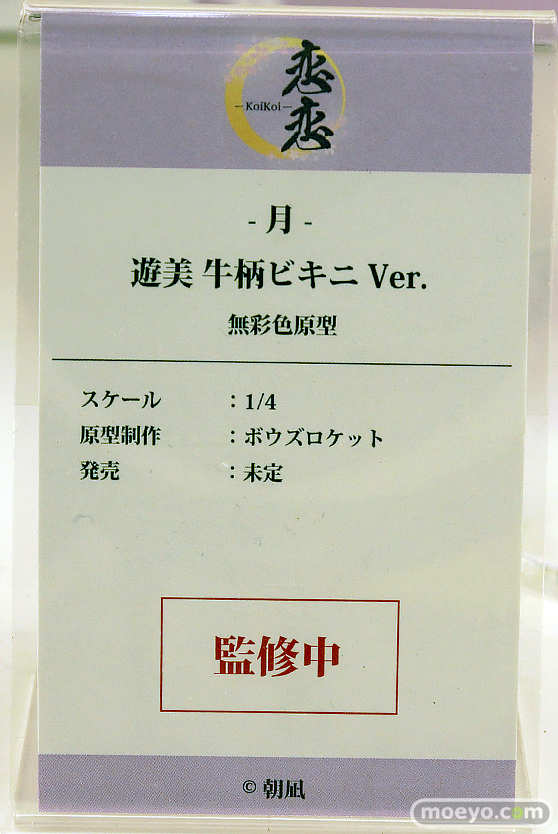 恋恋
-KoiKoi-
- 月 -
遊美 牛柄ビキニ Ver.
無彩色原型
スケール ：1/4
原型制作 ：ボウズロケット
発売 ：未定
監修中
© 朝凪
moeyo.com